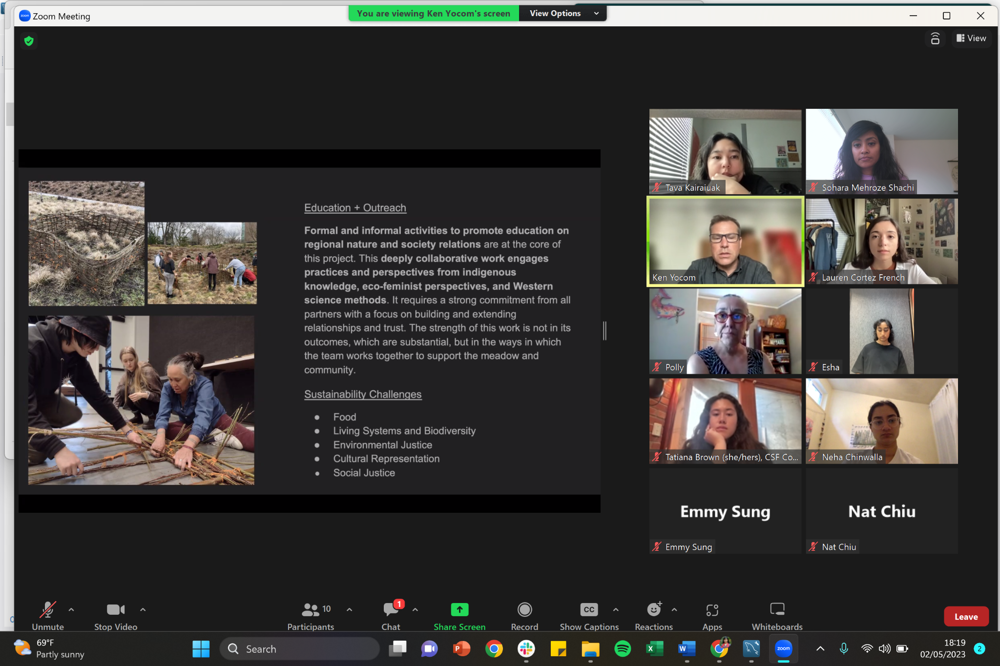 Zoom Meeting
You are viewing Ken Yocom's screen
View Options
View
Education + Outreach
Formal and informal activities to promote education on
regional nature and society relations are at the core of
this project. This deeply collaborative work engages
practices and perspectives from indigenous
knowledge, eco-feminist perspectives, and Western
science methods. It requires a strong commitment from all
partners with a focus on building and extending
relationships and trust. The strength of this work is not in its
outcomes, which are substantial, but in the ways in which
the team works together to support the meadow and
community.
Sustainability Challenges
● Food
● Living Systems and Biodiversity
● Environmental Justice
● Cultural Representation
● Social Justice
Tava Kairaiuak
Sohara Mehroze Shachi
Ken Yocom
Lauren Cortez French
Polly
Esha
Tatiana Brown (she/hers), CSF Co...
Neha Chinwalla
Emmy Sung
Emmy Sung
Nat Chiu
Nat Chiu
Unmute
Stop Video
10
Participants
1
Chat
Share Screen
Record
CC
Show Captions
Reactions
Apps
Whiteboards
Leave
69°F
Partly sunny
Search
zoom
18:19
02/05/2023
2